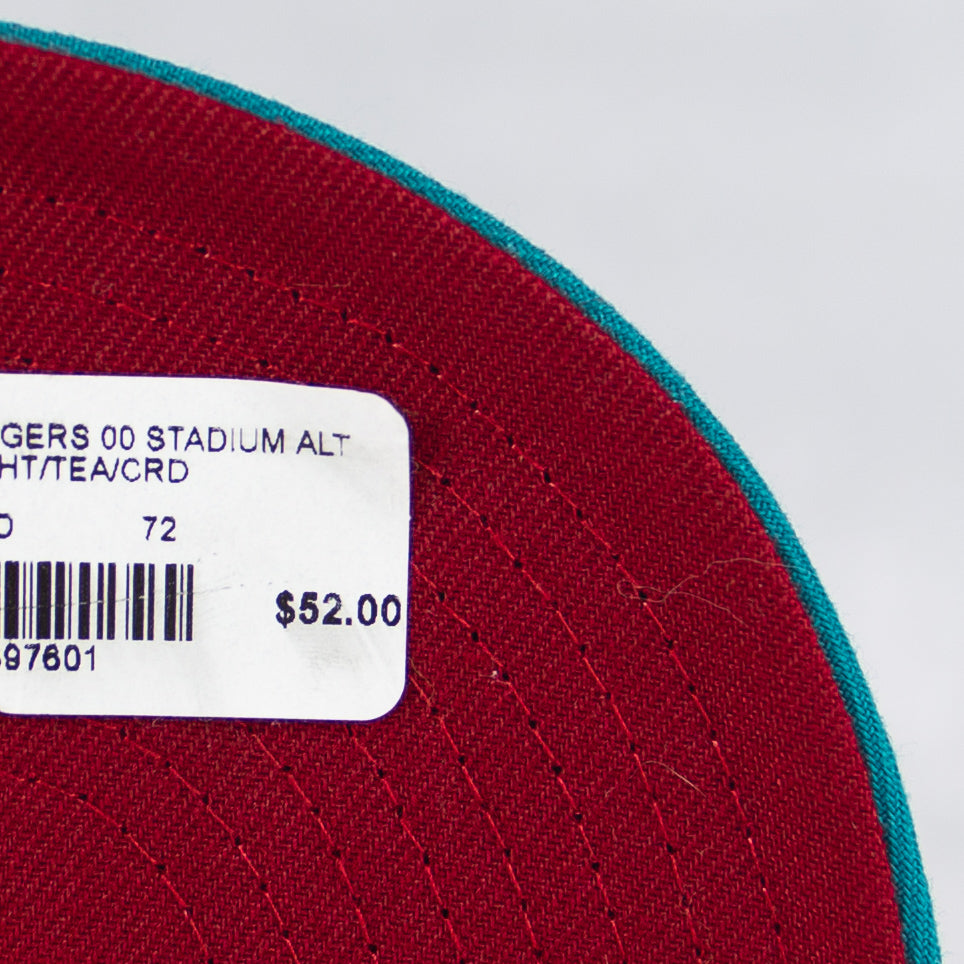 GERS 00 STADIUM ALT
HT/TEA/CRD
72
$52.00
97601